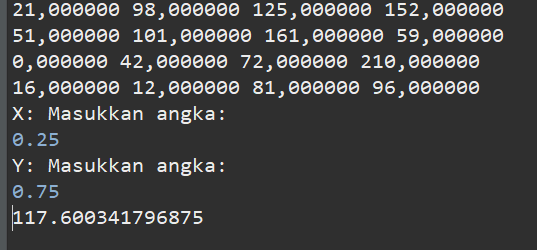 21,000000 98,000000 125,000000 152,000000
51,000000 101,000000 161,000000 59,000000
0,000000 42,000000 72,000000 210,000000
16,000000 12,000000 81,000000 96,000000
X: Masukkan angka:
0.25
Y: Masukkan angka:
0.75
117.600341796875